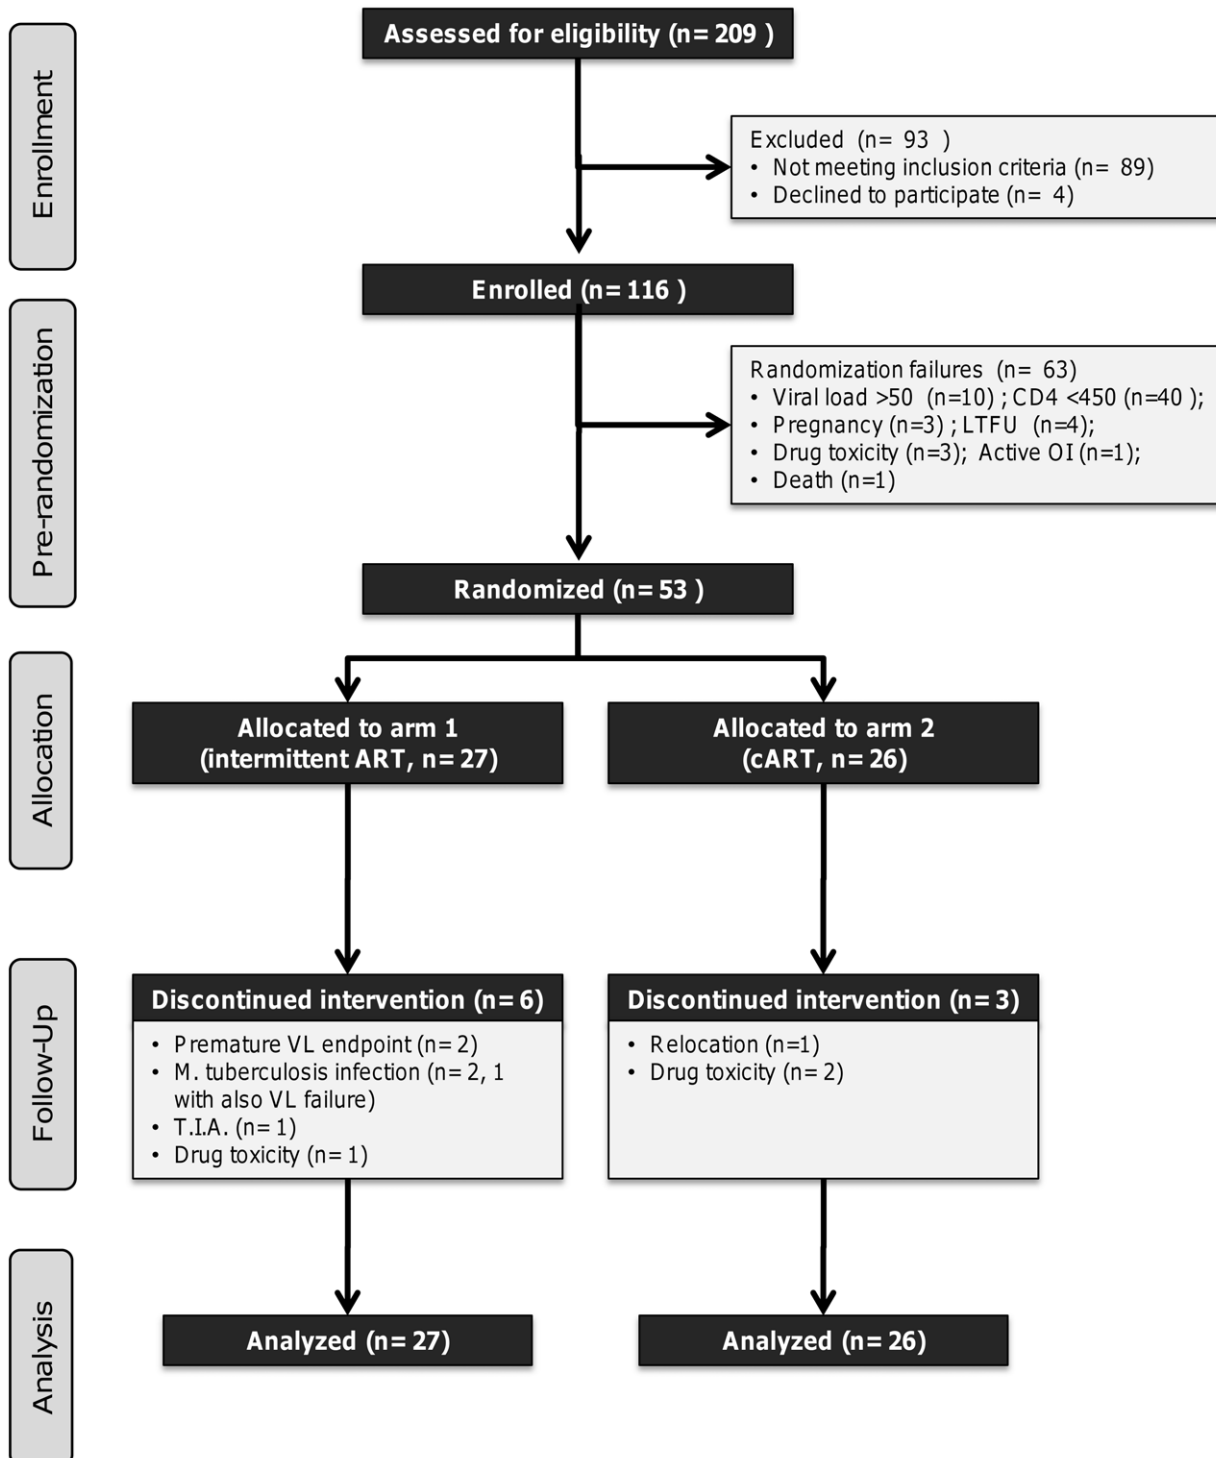 Enrollment
Assessed for eligibility (n= 209 )
Excluded (n= 93 )
• Not meeting inclusion criteria (n= 89)
• Declined to participate (n= 4)
Enrolled (n= 116 )
Pre-randomization
Randomization failures (n= 63)
• Viral load >50 (n=10) ; CD4 <450 (n=40 );
• Pregnancy (n=3) ; LTFU (n=4);
• Drug toxicity (n=3); Active OI (n=1);
• Death (n=1)
Randomized (n= 53 )
Allocation
Allocated to arm 1
(intermittent ART, n= 27)
Allocated to arm 2
(cART, n= 26)
Follow-Up
Discontinued intervention (n= 6)
• Premature VL endpoint (n= 2)
• M. tuberculosis infection (n= 2, 1
with also VL failure)
• T.I.A. (n= 1)
• Drug toxicity (n= 1)
Discontinued intervention (n= 3)
• Relocation (n=1)
• Drug toxicity (n= 2)
Analysis
Analyzed (n= 27)
Analyzed (n= 26)